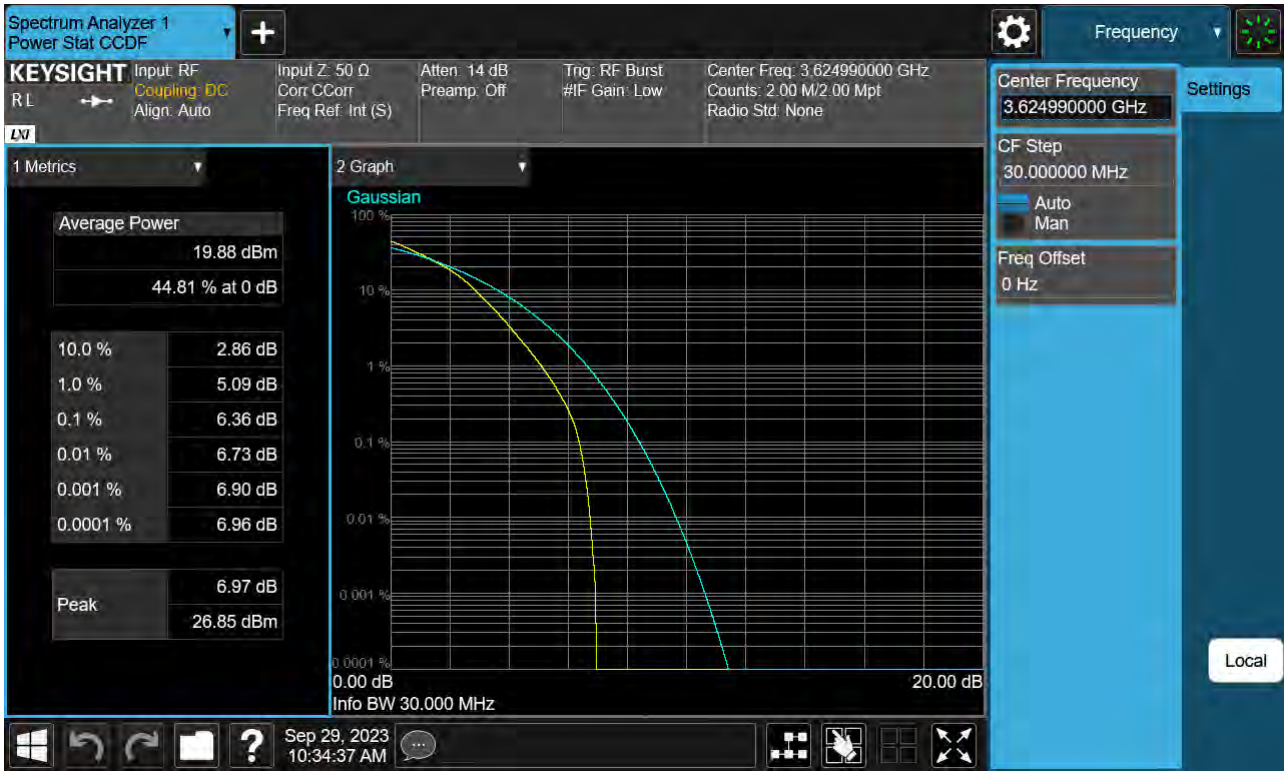 Spectrum Analyzer 1
Power Stat CCDF
+
Frequency
KEYSIGHT
RL
LXI
Input: RF
Coupling: DC
Align: Auto
Input Z: 50 Ω
Corr CCorr
Freq Ref: Int (S)
Atten: 14 dB
Preamp: Off
Trig: RF Burst
#IF Gain: Low
Center Freq: 3.624990000 GHz
Counts: 2.00 M/2.00 Mpt
Radio Std: None
1 Metrics
Average Power
19.88 dBm
44.81 % at 0 dB
10.0 % 2.86 dB
1.0 % 5.09 dB
0.1 % 6.36 dB
0.01 % 6.73 dB
0.001 % 6.90 dB
0.0001 % 6.96 dB
Peak
6.97 dB
26.85 dBm
2 Graph
Gaussian
100 %
10 %
1 %
0.1 %
0.01 %
0.001 %
0.0001 %
0.00 dB 20.00 dB
Info BW 30.000 MHz
Center Frequency
3.624990000 GHz
CF Step
30.000000 MHz
Auto
Man
Freq Offset
0 Hz
Settings
Local
?
Sep 29, 2023
10:34:37 AM